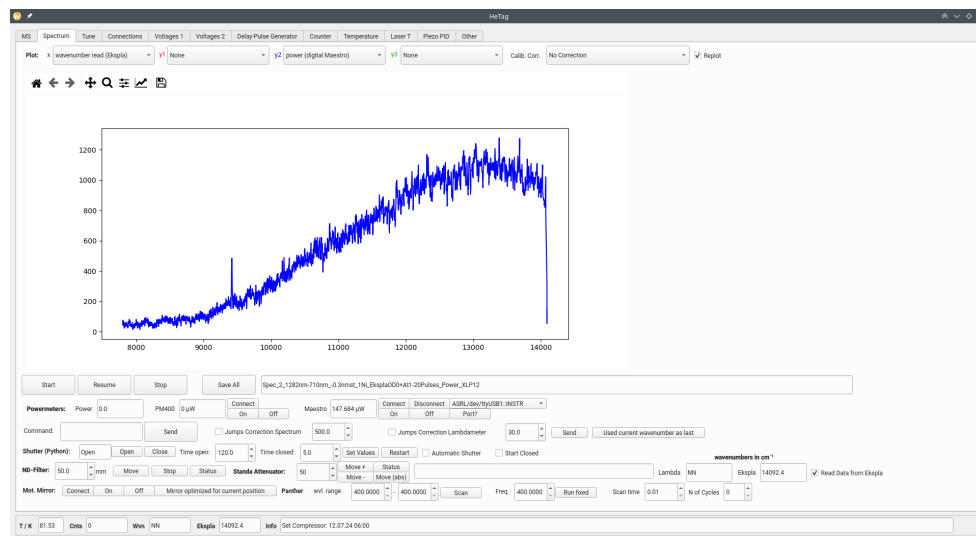 HeTag
MS Spectrum Tune Connections Voltages 1 Voltages 2 Delay-Pulse Generator Counter Temperature Laser T Piezo PID Other
Plot: x wavenumber read (Ekspla) y1 None y2 power (digital Maestro) y3 None Calib. Corr. No Correction Replot
1200
1000
800
600
400
200
0
8000 9000 10000 11000 12000 13000 14000
Start Resume Stop Save All Spec_2_1282nm-710nm_-0.3nmst_1Ni_EksplaOD0+At1-20Pulses_Power_XLP12
Connect Connect Disconnect ASRL/dev/ttyUSB1::INSTR
Powermeters: Power 0.0 PM400 0 µW Maestro 147.684 µW
On Off On Off Port?
Command: Send Jumps Correction Spectrum 500.0 Jumps Correction Lambdameter 30.0 Send Used current wavenumber as last
Shutter (Python): Open Open Close Time open: 120.0 Time closed: 5.0 Set Values Restart Automatic Shutter Start Closed
wavenumbers in cm⁻¹
Move + Status
ND-Filter: 50.0 mm Move Stop Status Standa Attenuator: 50 Lambda NN Ekspla 14092.4 Read Data from Ekspla
Move - Move (abs)
Mot. Mirror: Connect On Off Mirror optimized for current position Panther wvl. range 400.0000 - 400.0000 Scan Freq. 400.0000 Run fixed Scan time 0.01 N of Cycles 0
T / K 81.53 Cnts 0 Wvn NN Ekspla 14092.4 Info Set Compressor: 12.07.24 06:00